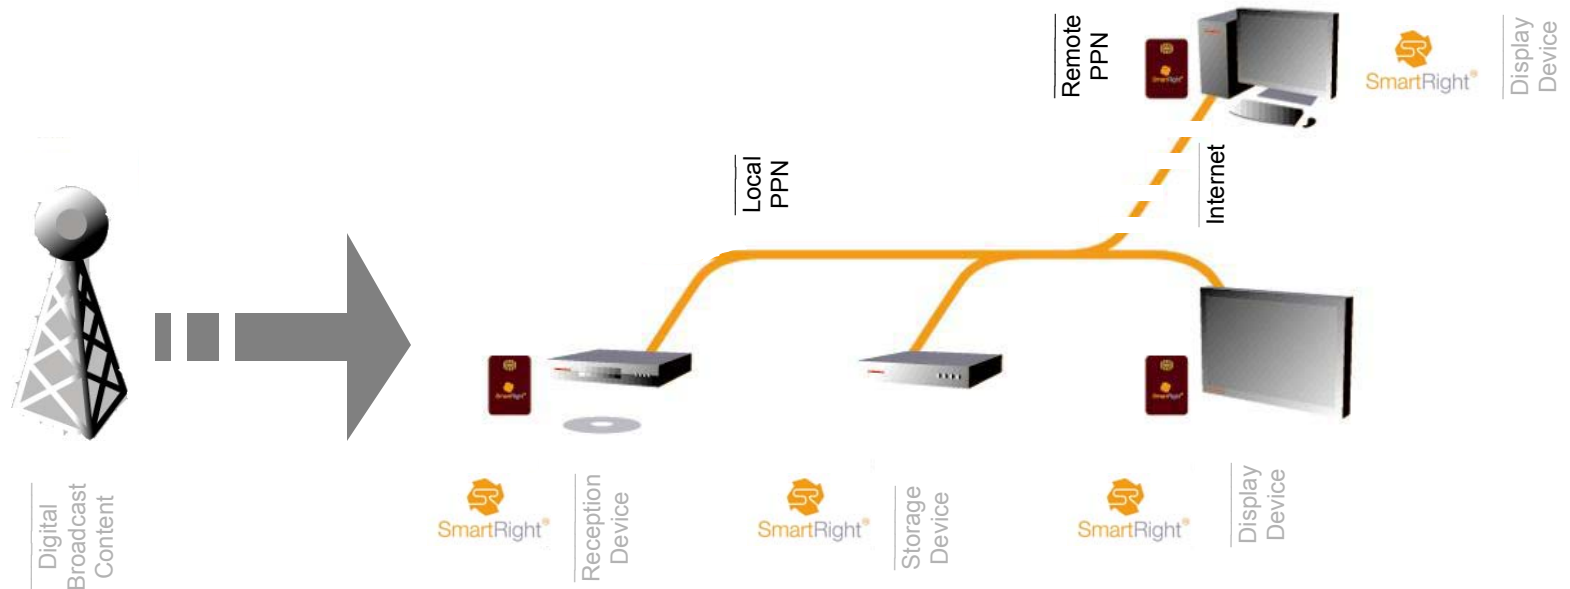 Remote
PPN
SmartRight®
Display
Device
Local
PPN
Internet
SmartRight®
Reception
Device
SmartRight®
Storage
Device
SmartRight®
Display
Device
Digital
Broadcast
Content